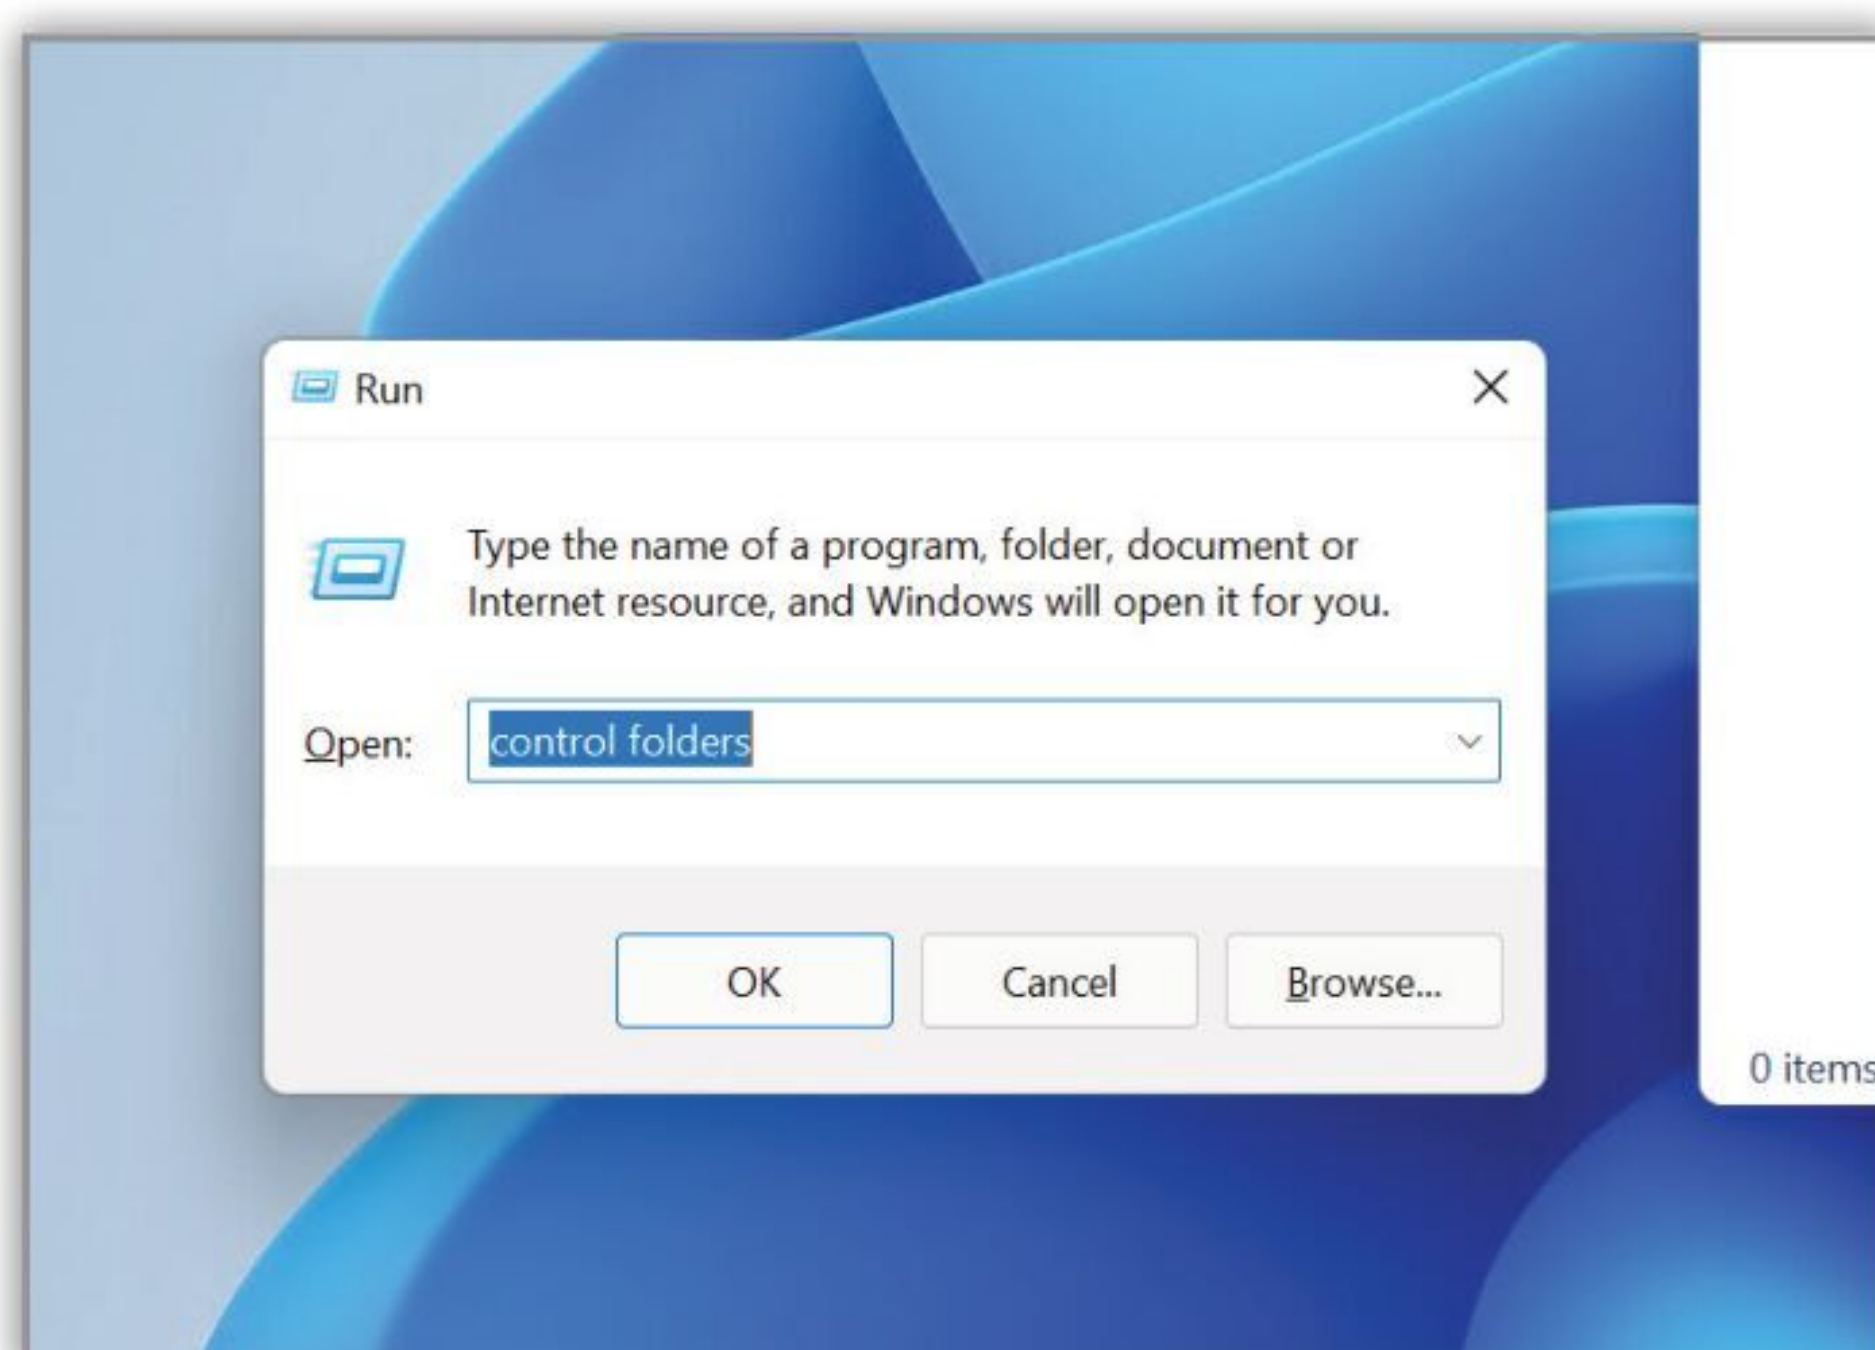 Run
Type the name of a program, folder, document or
Internet resource, and Windows will open it for you.
Open:
control folders
OK
Cancel
Browse...
0 items